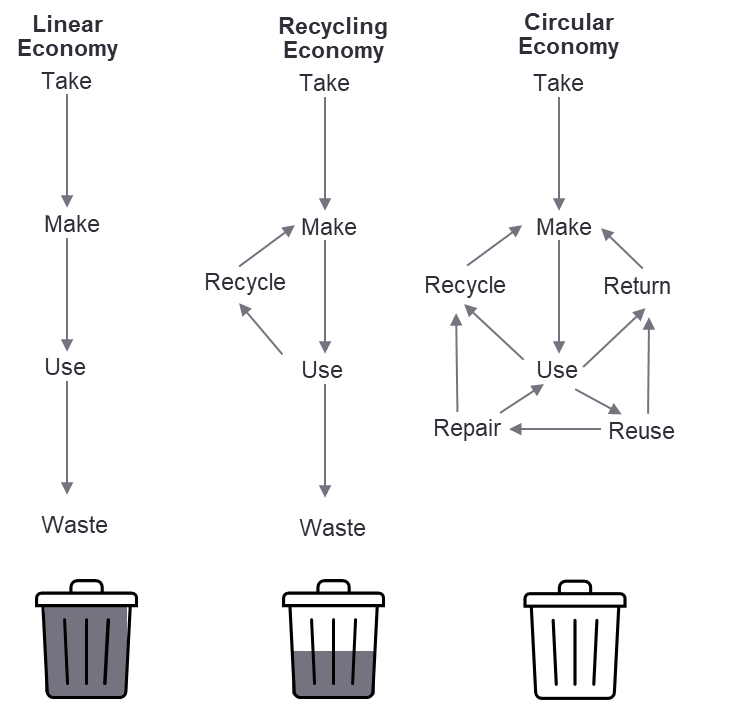 Linear
Economy
Take
Make
Use
Waste
Recycling
Economy
Take
Make
Recycle
Use
Waste
Circular
Economy
Take
Make
Recycle
Return
Use
Repair
Reuse